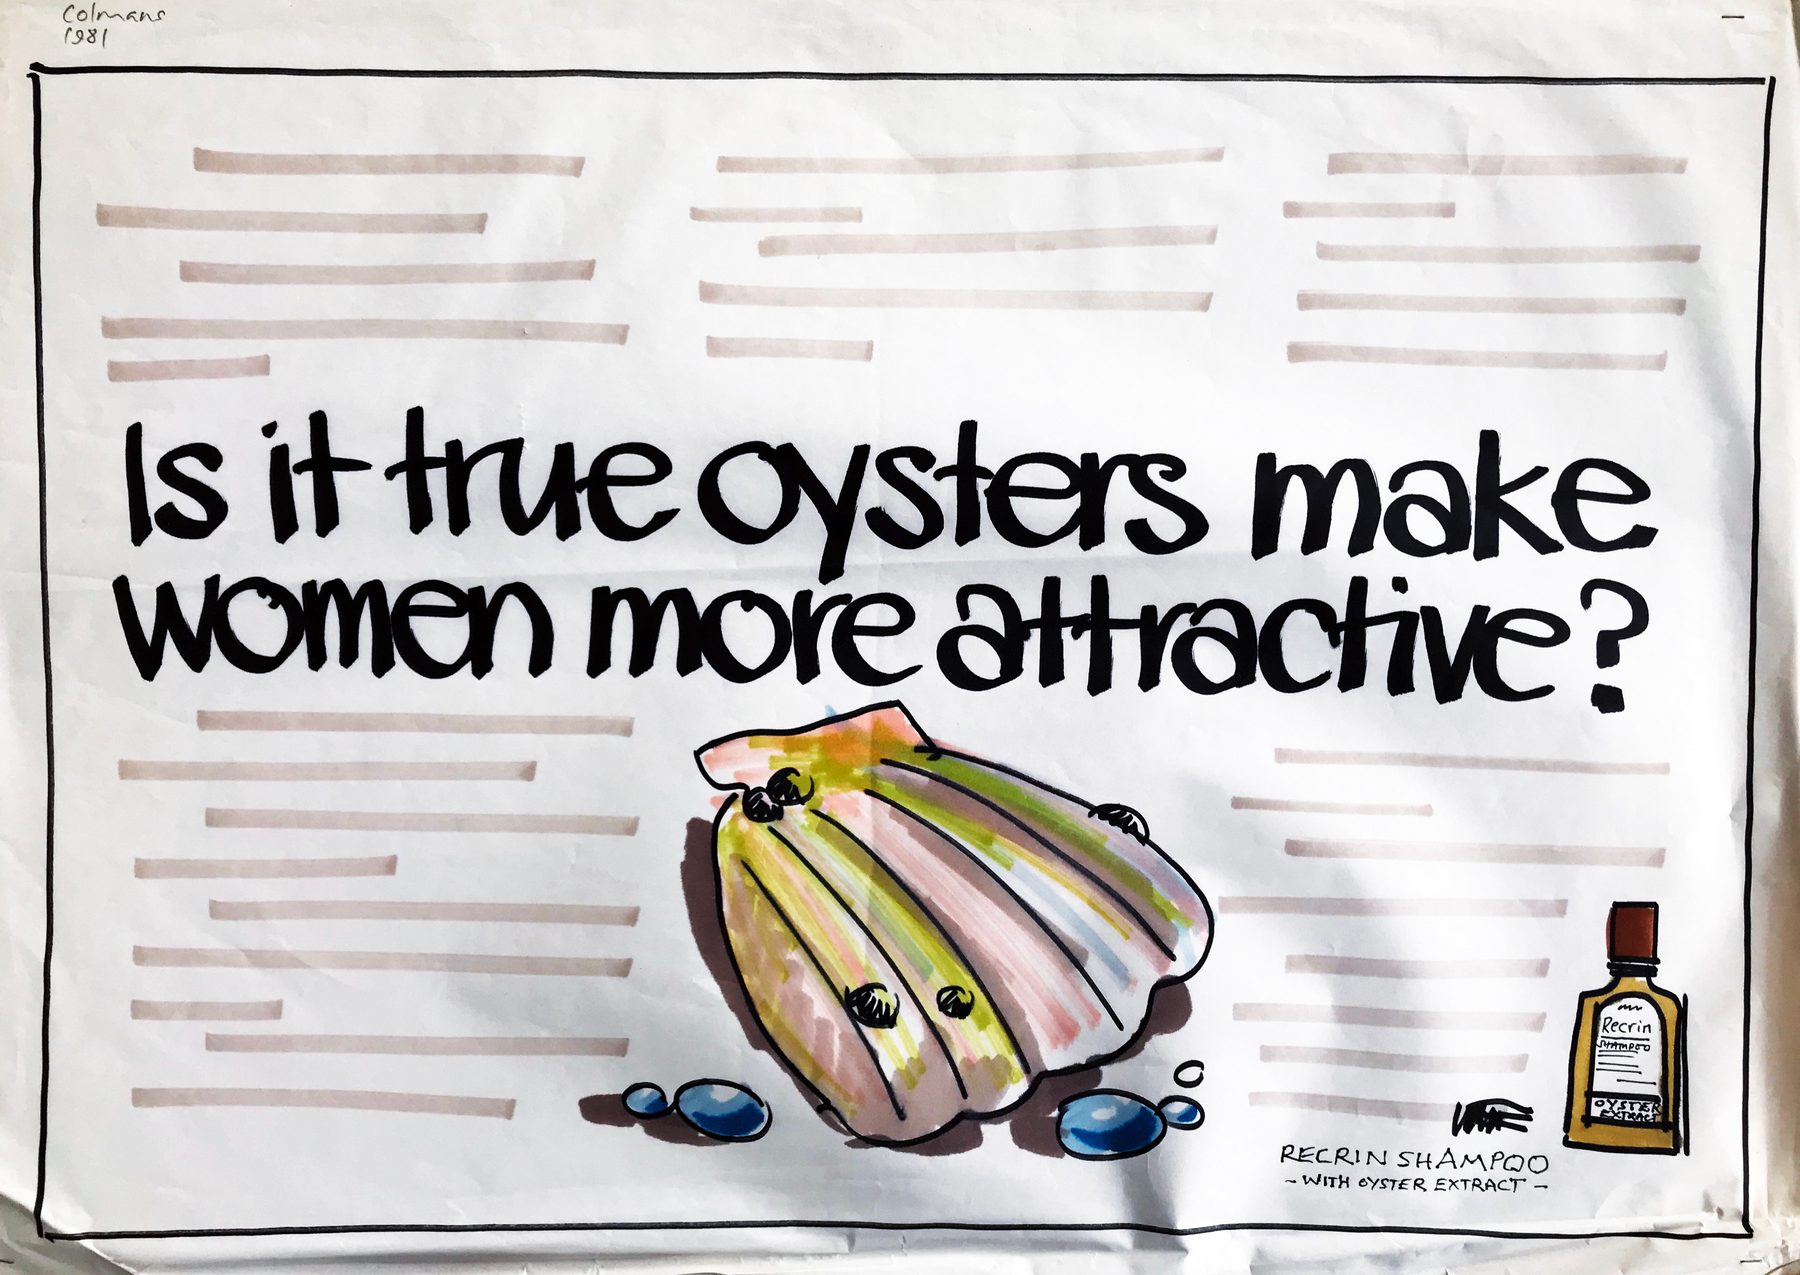 Colmans
1981
Is it true oysters make
women more attractive?
Recrin
SHAMPOO
OYSTER
EXTRACT
RECRIN SHAMPOO
- WITH OYSTER EXTRACT -